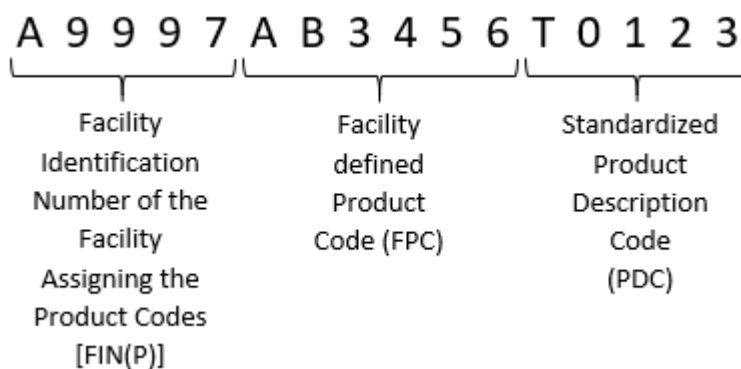 A 9 9 9 7 A B 3 4 5 6 T 0 1 2 3
Facility
Identification
Number of the
Facility
Assigning the
Product Codes
[FIN(P)]
Facility
defined
Product
Code (FPC)
Standardized
Product
Description
Code
(PDC)